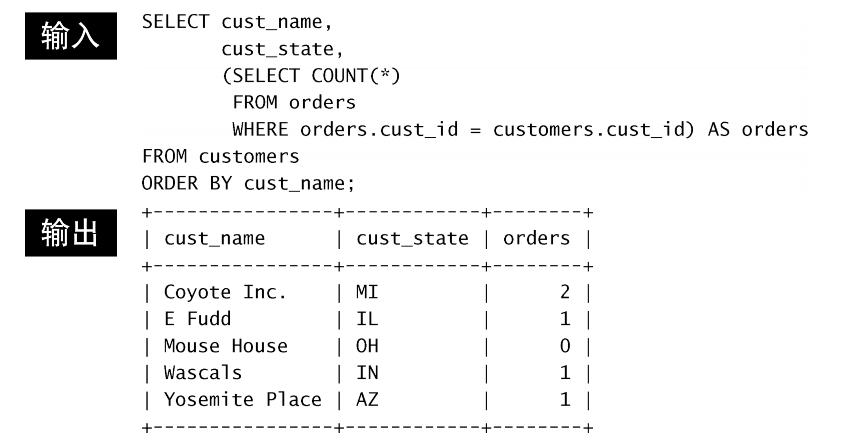 输入
SELECT cust_name,
       cust_state,
       (SELECT COUNT(*)
        FROM orders
        WHERE orders.cust_id = customers.cust_id) AS orders
FROM customers
ORDER BY cust_name;
输出
+----------------+------------+--------+
| cust_name      | cust_state | orders |
+----------------+------------+--------+
| Coyote Inc.    | MI         |      2 |
| E Fudd         | IL         |      1 |
| Mouse House    | OH         |      0 |
| Wascals        | IN         |      1 |
| Yosemite Place | AZ         |      1 |
+----------------+------------+--------+